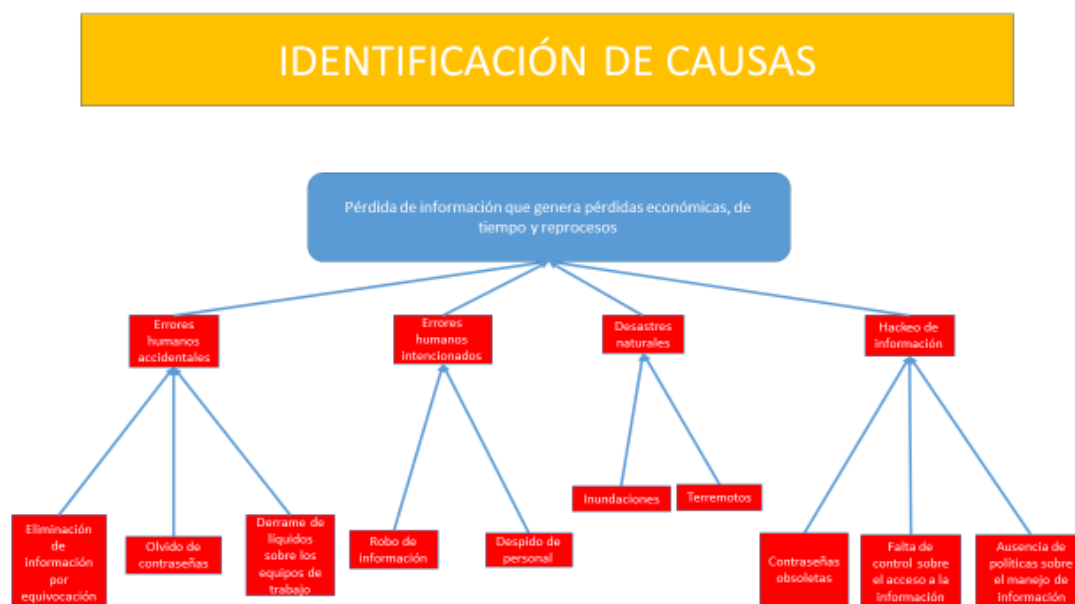 IDENTIFICACIÓN DE CAUSAS
Pérdida de información que genera pérdidas económicas, de
tiempo y reprocesos
Errores
humanos
accidentales
Errores
humanos
intencionados
Desastres
naturales
Hackeo de
información
Eliminación
de
información
por
equivocación
Olvido de
contraseñas
Derrame de
líquidos
sobre los
equipos de
trabajo
Robo de
información
Despido de
personal
Inundaciones
Terremotos
Contraseñas
obsoletas
Falta de
control sobre
el acceso a la
información
Ausencia de
políticas sobre
el manejo de
información